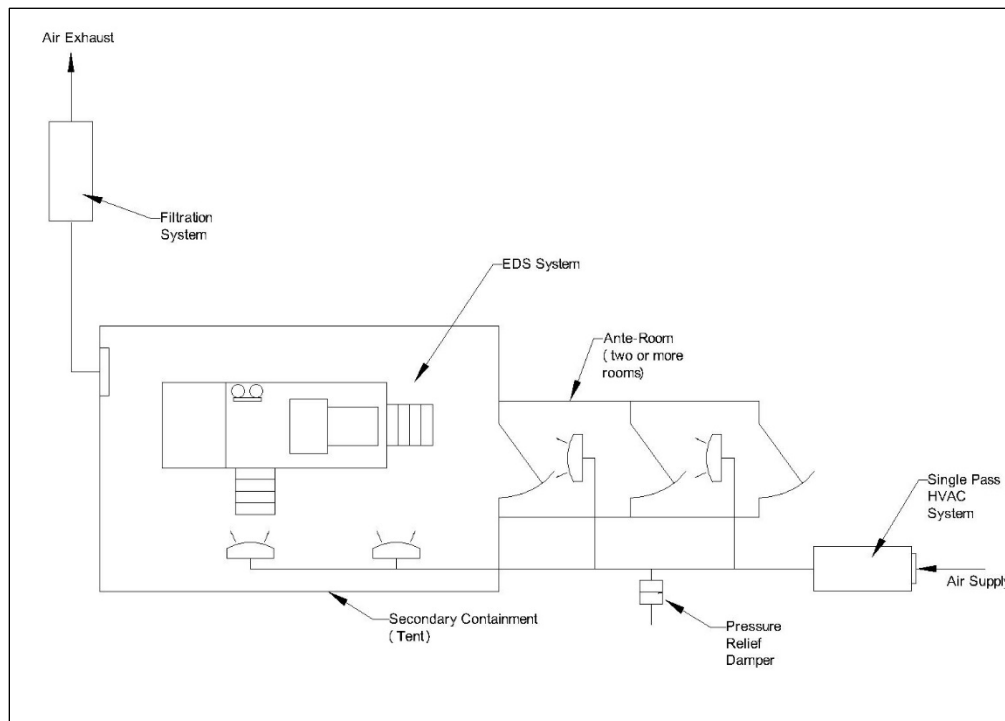 Air Exhaust
Filtration
System
EDS System
Ante-Room
( two or more
rooms)
Single Pass
HVAC
System
Air Supply
Secondary Containment
( Tent)
Pressure
Relief
Damper